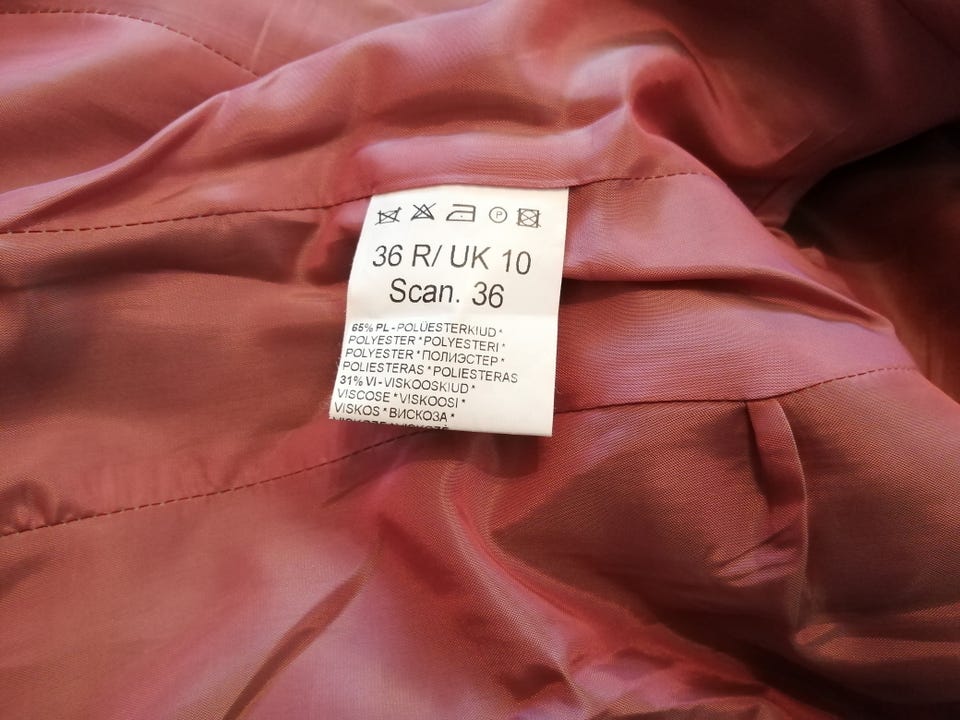 P
36 R/ UK 10
Scan. 36
65% PL-POLÜESTERKIUD*
POLYESTER*POLYESTERI*
POLYESTER*ПОЛИЭСТЕР*
POLIESTERAS*POLIESTERAS
31% VI-VISKOOSKIUD*
VISCOSE*VISKOOSI*
VISKOS*ВИСКОЗА*